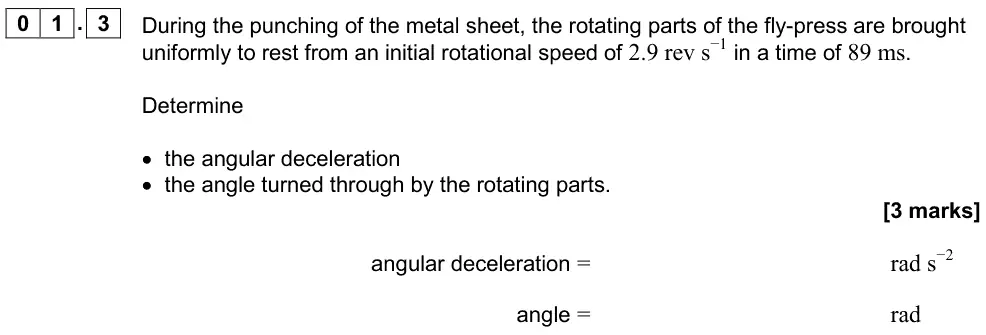 0 1 . 3 During the punching of the metal sheet, the rotating parts of the fly-press are brought
uniformly to rest from an initial rotational speed of 2.9 rev s⁻¹ in a time of 89 ms.
Determine
• the angular deceleration
• the angle turned through by the rotating parts.
[3 marks]
angular deceleration = rad s⁻²
angle = rad